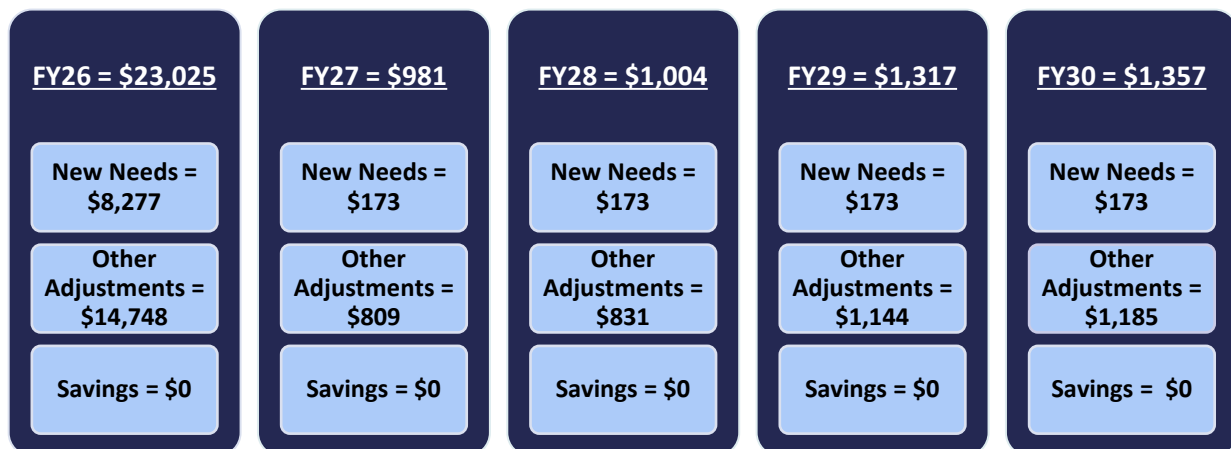 FY26 = $23,025
New Needs =
$8,277
Other
Adjustments =
$14,748
Savings = $0
FY27 = $981
New Needs =
$173
Other
Adjustments =
$809
Savings = $0
FY28 = $1,004
New Needs =
$173
Other
Adjustments =
$831
Savings = $0
FY29 = $1,317
New Needs =
$173
Other
Adjustments =
$1,144
Savings = $0
FY30 = $1,357
New Needs =
$173
Other
Adjustments =
$1,185
Savings =  $0